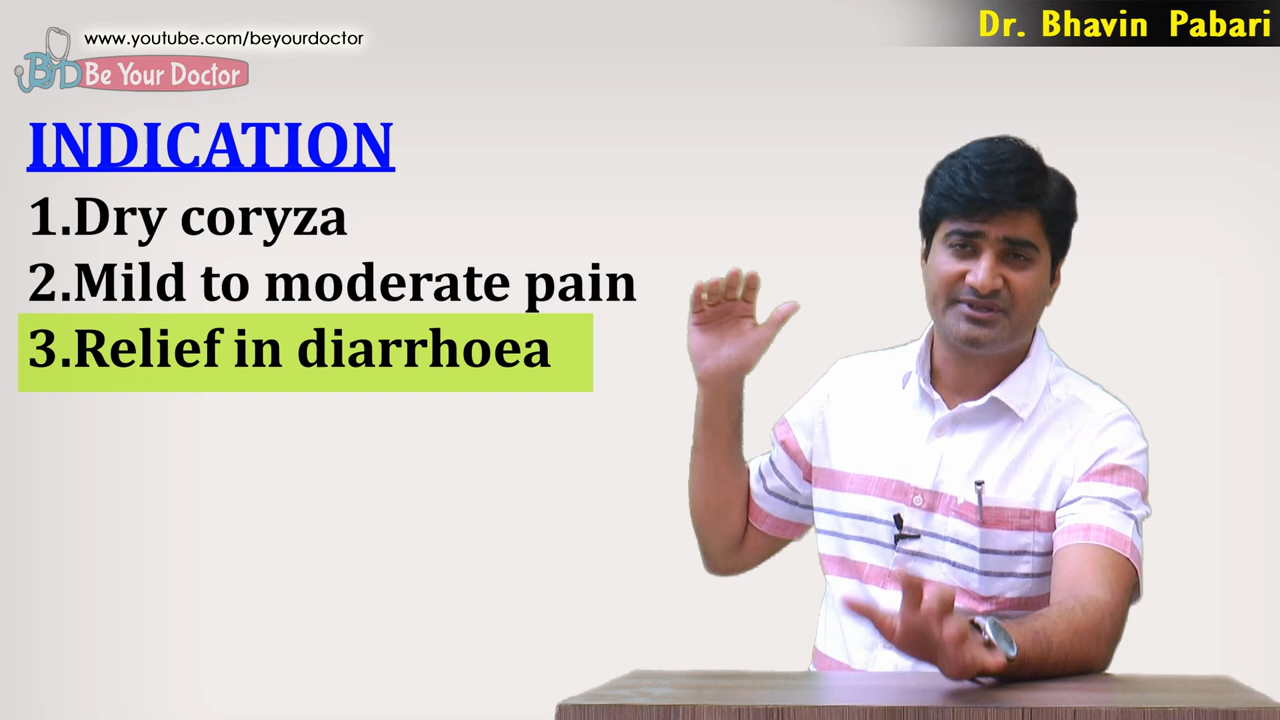 www.youtube.com/beyourdoctor
Dr. Bhavin Pabari
BYD Be Your Doctor
INDICATION
1.Dry coryza
2.Mild to moderate pain
3.Relief in diarrhoea